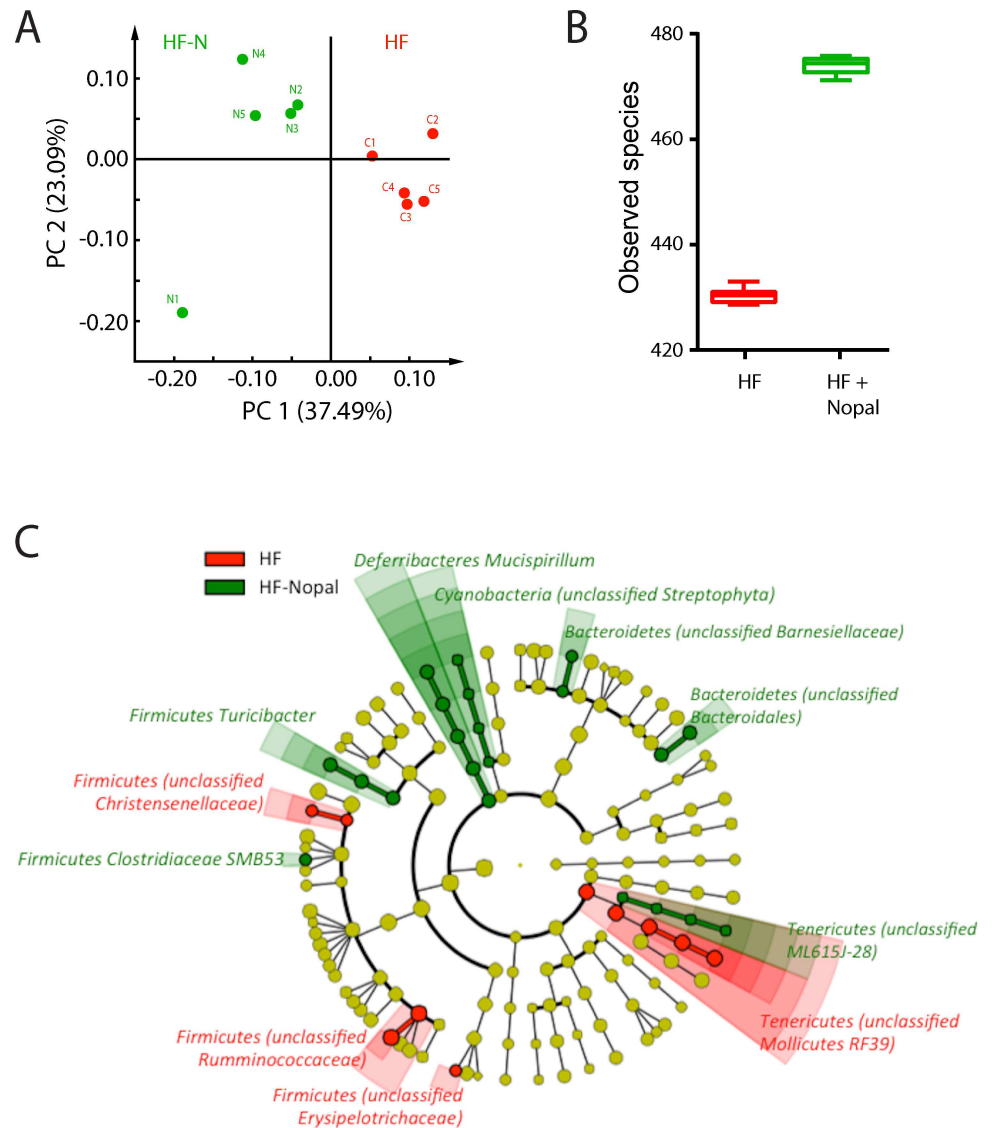 A
HF-N
HF
N4
N5
N2
N3
N1
C1
C2
C4
C5
C3
0.10
0.00
-0.10
-0.20
PC 2 (23.09%)
-0.20
-0.10
0.00
0.10
PC 1 (37.49%)
B
480
460
440
420
Observed species
HF
HF +
Nopal
C
HF
HF-Nopal
Deferribacteres Mucispirillum
Cyanobacteria (unclassified Streptophyta)
Bacteroidetes (unclassified Barnesiellaceae)
Bacteroidetes (unclassified
Bacteroidales)
Firmicutes Turicibacter
Firmicutes (unclassified
Christensenellaceae)
Firmicutes Clostridiaceae SMB53
Tenericutes (unclassified
ML615J-28)
Tenericutes (unclassified
Mollicutes RF39)
Firmicutes (unclassified
Rumminococcaceae)
Firmicutes (unclassified
Erysipelotrichaceae)